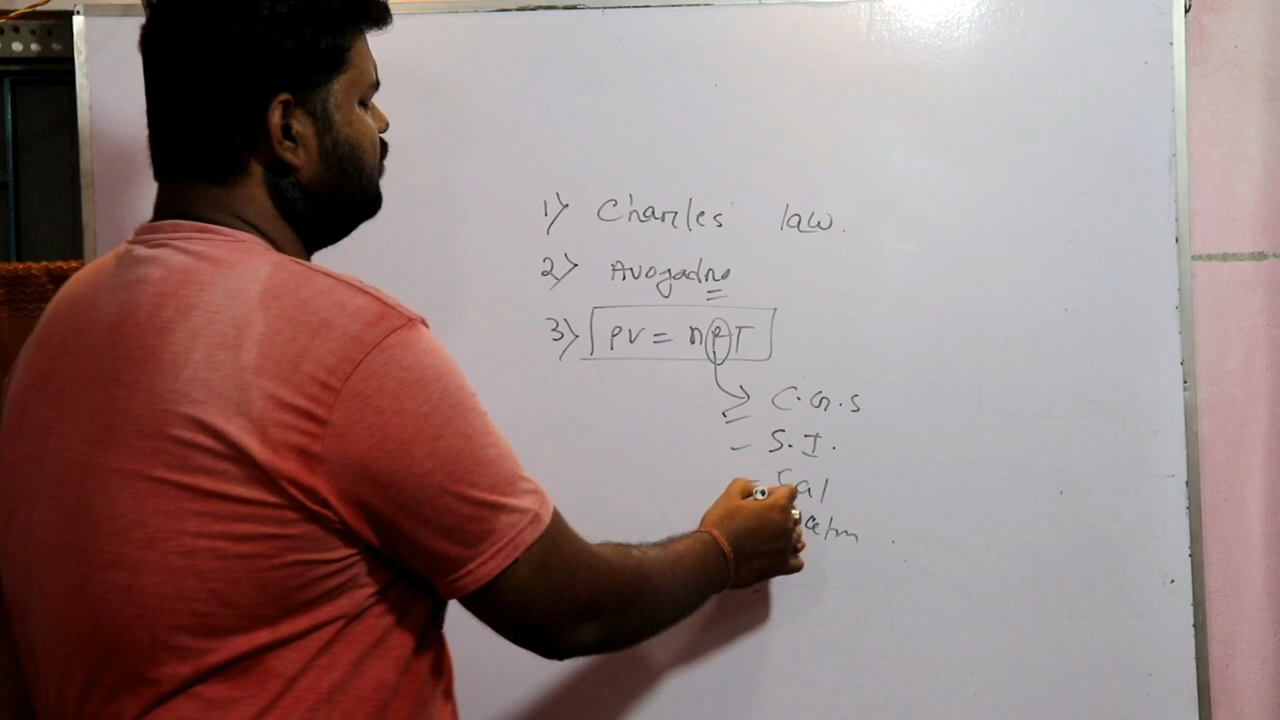 1) Charles' law.
2) Avogadro
3) PV = nRT
C.G.S
S.I.
Cal
atm